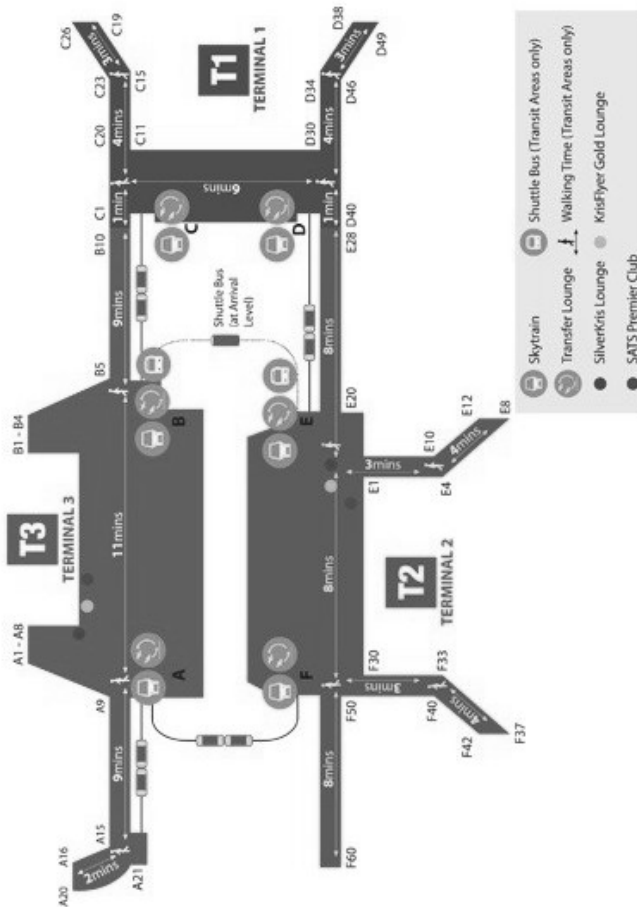 C26
C19
3mins
C23
C15
C20
4mins
C11
C1
1min
B10
9mins
B5
B1 - B4
T3
TERMINAL 3
11mins
A1 - A8
A9
9mins
A15
A16
A20
2mins
A21
T1
TERMINAL 1
6mins
C
D
B
A
Shuttle Bus
(at Arrival
Level)
D38
D49
3mins
D34
D46
4mins
D30
D40
1min
E28
8mins
E20
E
E12
E8
E10
4mins
E4
3mins
E1
8mins
T2
TERMINAL 2
F
F30
F33
3mins
F50
F40
4mins
F42
F37
8mins
F60
Skytrain
Shuttle Bus (Transit Areas only)
Transfer Lounge
Walking Time (Transit Areas only)
SilverKris Lounge
KrisFlyer Gold Lounge
SATS Premier Club